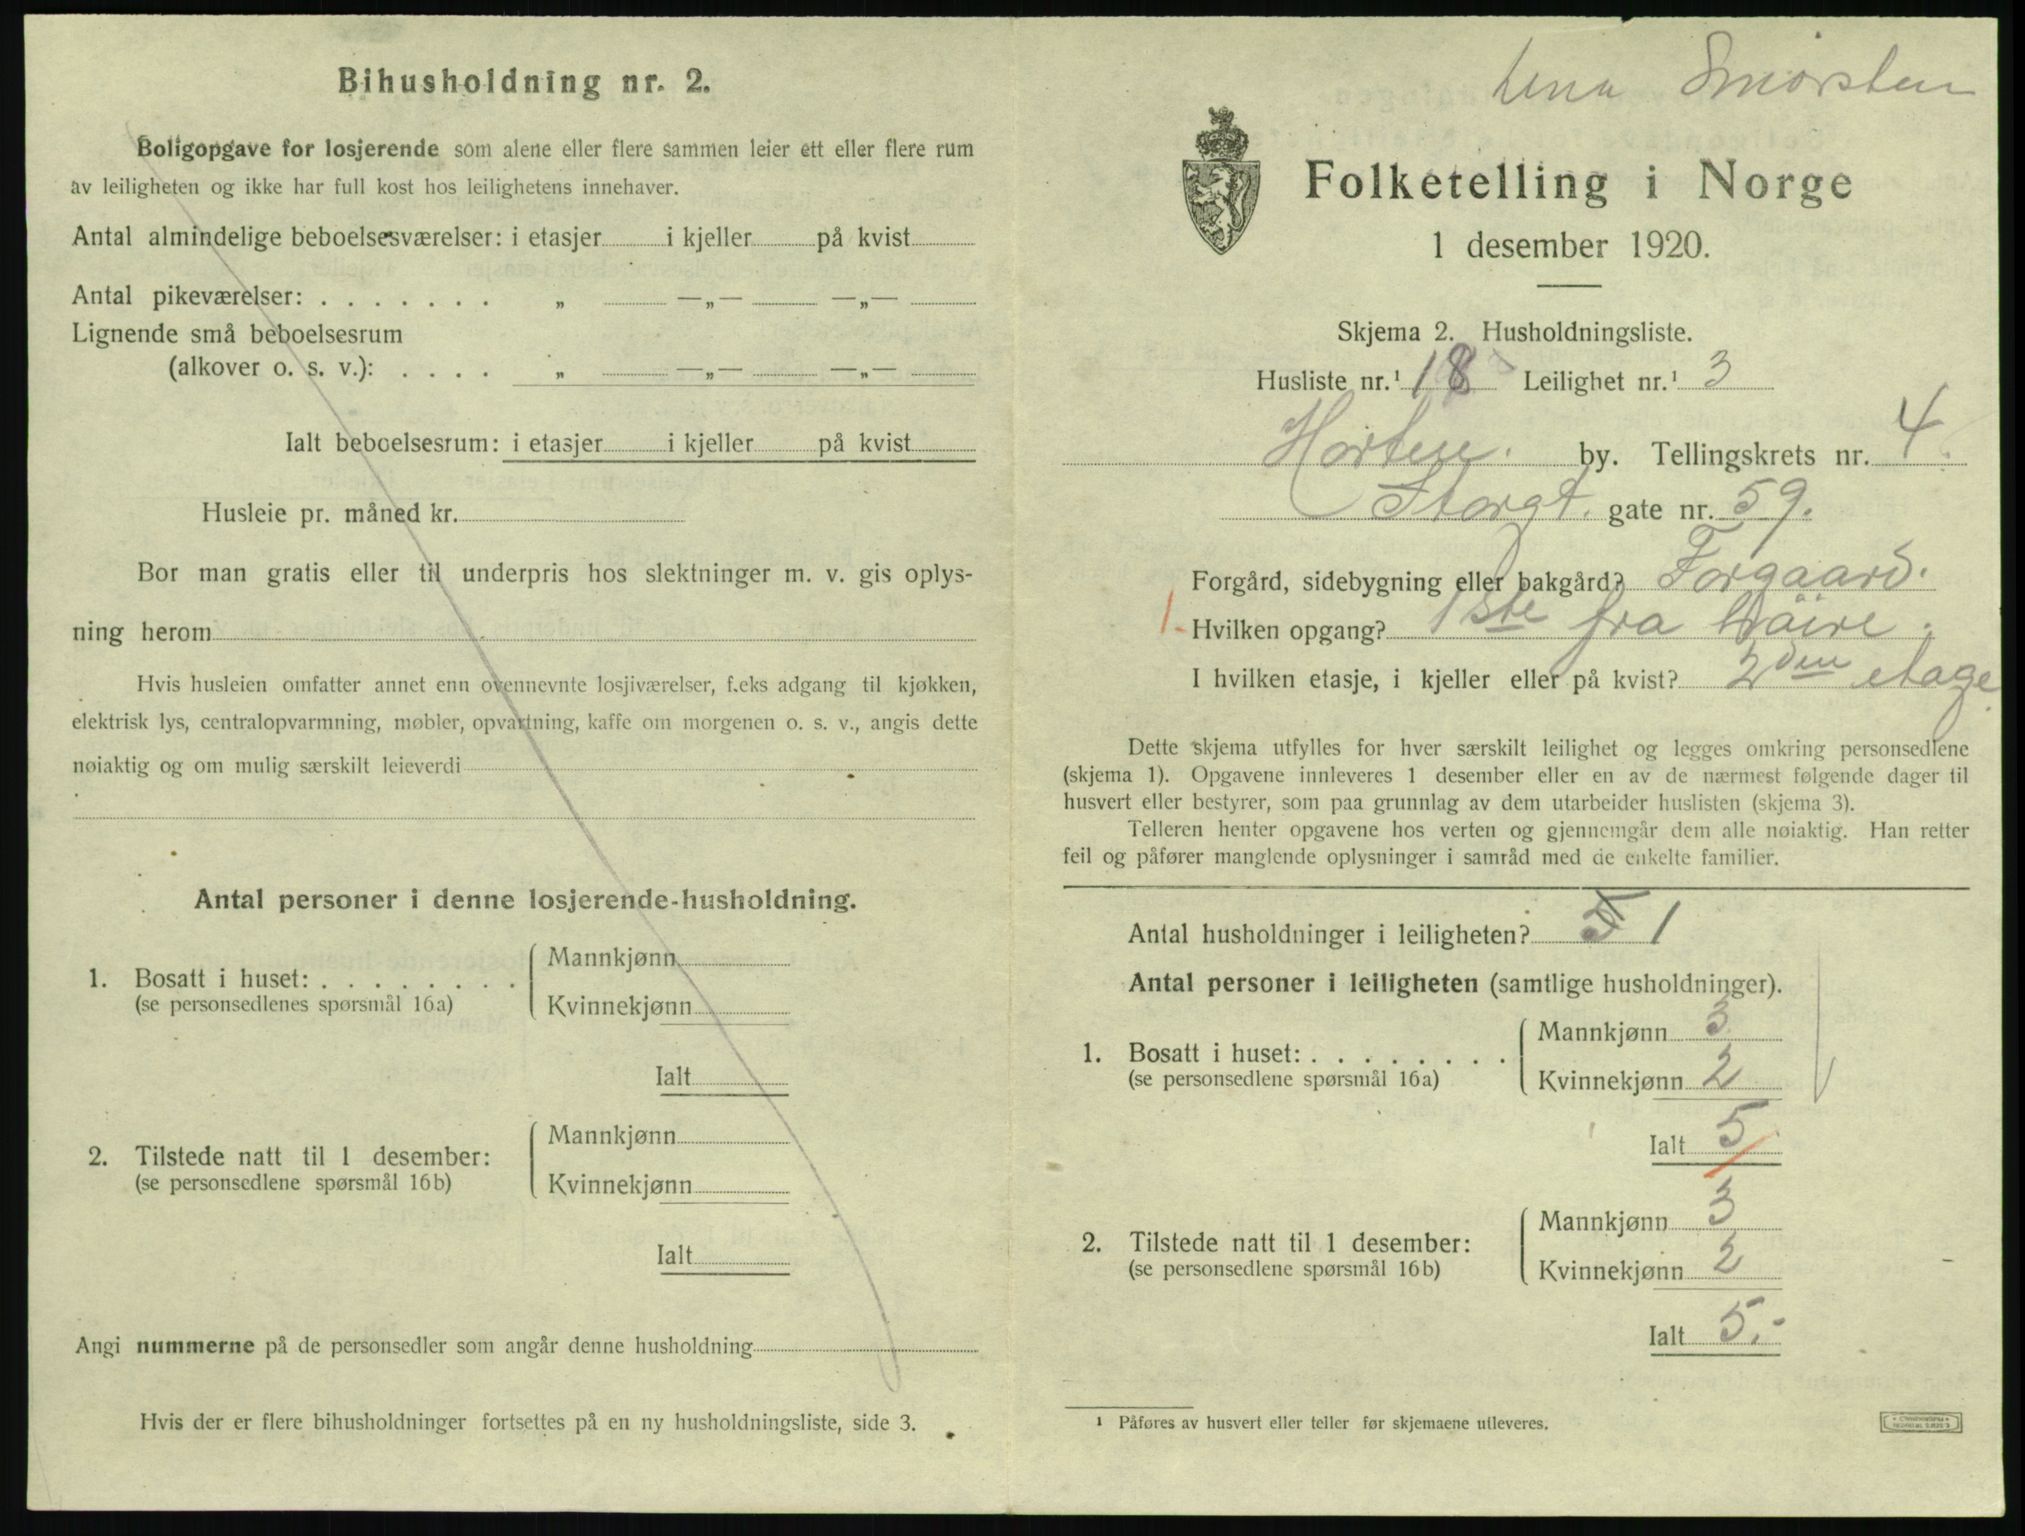 Bihusholdning nr. 2.
Boligopgave for losjerende som alene eller flere sammen leier ett eller flere rum
av leiligheten og ikke har full kost hos leilighetens innehaver.
Antal almindelige beboelsesværelser: i etasjer i kjeller på kvist
Antal pikeværelser: . . . . . . . „ —„— —„—
Lignende små beboelsesrum
(alkover o. s. v.): . . . . „ —„— —„—
Ialt beboelsesrum: i etasjer i kjeller på kvist
Husleie pr. måned kr.
Bor man gratis eller til underpris hos slektninger m. v. gis oplys-
ning herom
Hvis husleien omfatter annet enn ovennevnte losjiværelser, f.eks adgang til kjøkken,
elektrisk lys, centralopvarmning, møbler, opvartning, kaffe om morgenen o. s. v., angis dette
nøiaktig og om mulig særskilt leieverdi
Antal personer i denne losjerende-husholdning.
1. Bosatt i huset: . . . . . . . .
(se personsedlenes spørsmål 16a)
Mannkjønn
Kvinnekjønn
Ialt
2. Tilstede natt til 1 desember:
(se personsedlene spørsmål 16b)
Mannkjønn
Kvinnekjønn
Ialt
Angi nummerne på de personsedler som angår denne husholdning
Hvis der er flere bihusholdninger fortsettes på en ny husholdningsliste, side 3.
Smørsten
Folketelling i Norge
1 desember 1920.
Skjema 2. Husholdningsliste.
Husliste nr.¹ 18 Leilighet nr.¹ 3
Horten. by. Tellingskrets nr. 4.
Storgt. gate nr. 59.
Forgård, sidebygning eller bakgård? Forgaard.
1. Hvilken opgang? 1ste fra høire.
I hvilken etasje, i kjeller eller på kvist? 2den etage.
Dette skjema utfylles for hver særskilt leilighet og legges omkring personsedlene
(skjema 1). Opgavene innleveres 1 desember eller en av de nærmest følgende dager til
husvert eller bestyrer, som paa grunnlag av dem utarbeider huslisten (skjema 3).
Telleren henter opgavene hos verten og gjennemgår dem alle nøiaktig. Han retter
feil og påfører manglende oplysninger i samråd med de enkelte familier.
Antal husholdninger i leiligheten? 1
Antal personer i leiligheten (samtlige husholdninger).
1. Bosatt i huset: . . . . . . . .
(se personsedlene spørsmål 16a)
Mannkjønn 3
Kvinnekjønn 2
Ialt 5
2. Tilstede natt til 1 desember:
(se personsedlene spørsmål 16b)
Mannkjønn 3
Kvinnekjønn 2
Ialt 5.-
¹ Påføres av husvert eller teller før skjemaene utleveres.